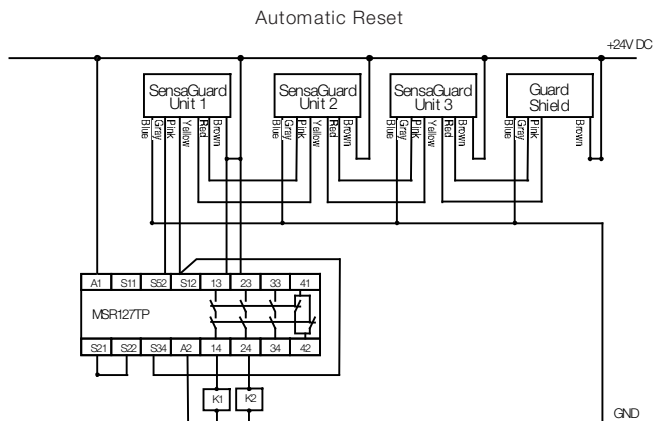 Automatic Reset
+24V DC
SensaGuard
Unit 1
SensaGuard
Unit 2
SensaGuard
Unit 3
Guard
Shield
Blue
Gray
Pink
Yellow
Red
Brown
Blue
Gray
Pink
Yellow
Red
Brown
Blue
Gray
Pink
Yellow
Red
Brown
Blue
Gray
Pink
Brown
A1 S11 S52 S12 13 23 33 41
MSR127TP
S21 S22 S34 A2 14 24 34 42
K1 K2
GND